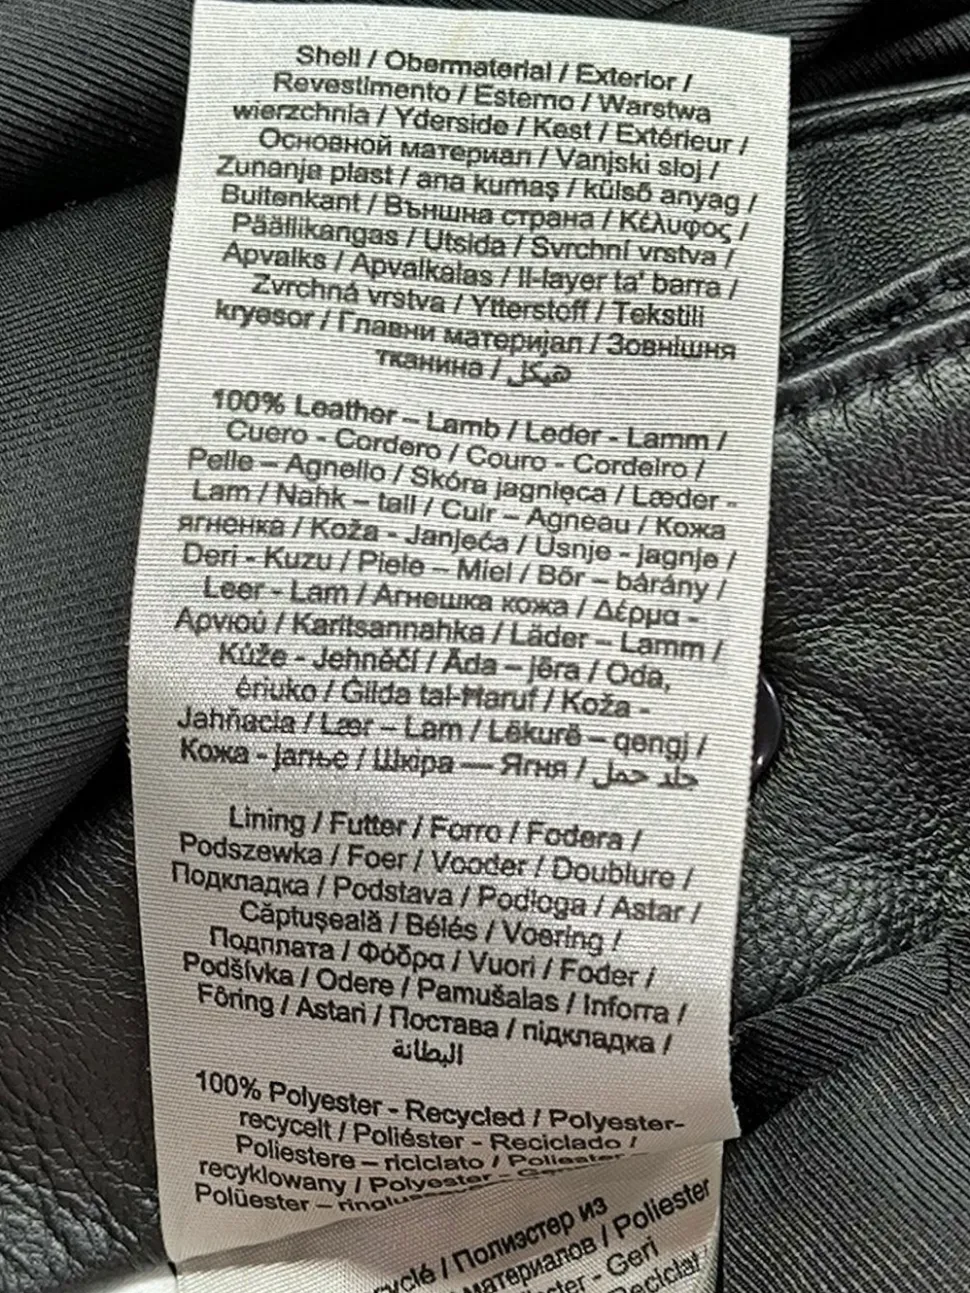 Shell / Obermaterial / Exterior /
Revestimento / Esterno / Warstwa
wierzchnia / Yderside / Kest / Extérieur /
Основной материал / Vanjski sloj /
Zunanja plast / ana kumaş / külső anyag /
Buitenkant / Външна страна / Κέλυφος /
Päällikangas / Utsida / Svrchní vrstva /
Apvalks / Apvalkalas / Il-layer ta' barra /
Zvrchná vrstva / Ytterstoff / Tekstili
kryesor / Главни материјал / Зовнішня
тканина / هيكل
100% Leather – Lamb / Leder - Lamm /
Cuero - Cordero / Couro - Cordeiro /
Pelle – Agnello / Skóra jagnięca / Læder -
Lam / Nahk – tall / Cuir – Agneau / Кожа
ягненка / Koža - Janjeća / Usnje - jagnje /
Deri - Kuzu / Piele – Miel / Bőr – bárány /
Leer - Lam / Агнешка кожа / Δέρμα -
Αρνιού / Karitsannahka / Läder – Lamm /
Kůže - Jehněčí / Āda – jēra / Oda,
ėriuko / Ġilda tal-Ħaruf / Koža -
Jahňacia / Lær – Lam / Lëkurë – qengj /
Кожа - јагње / Шкіра — Ягня / جلد حمل
Lining / Futter / Forro / Fodera /
Podszewka / Foer / Vooder / Doublure /
Подкладка / Podstava / Podloga / Astar /
Căptușeală / Bélés / Voering /
Подплата / Φόδρα / Vuori / Foder /
Podšívka / Odere / Pamušalas / Inforra /
Fôring / Astari / Постава / підкладка /
البطانة
100% Polyester - Recycled / Polyester-
recycelt / Poliéster - Reciclado /
Poliestere – riciclato / Poliester -
recyklowany / Polyester -
Polüester –
/ Полиэстер из
материалов / Poliester
- Geri